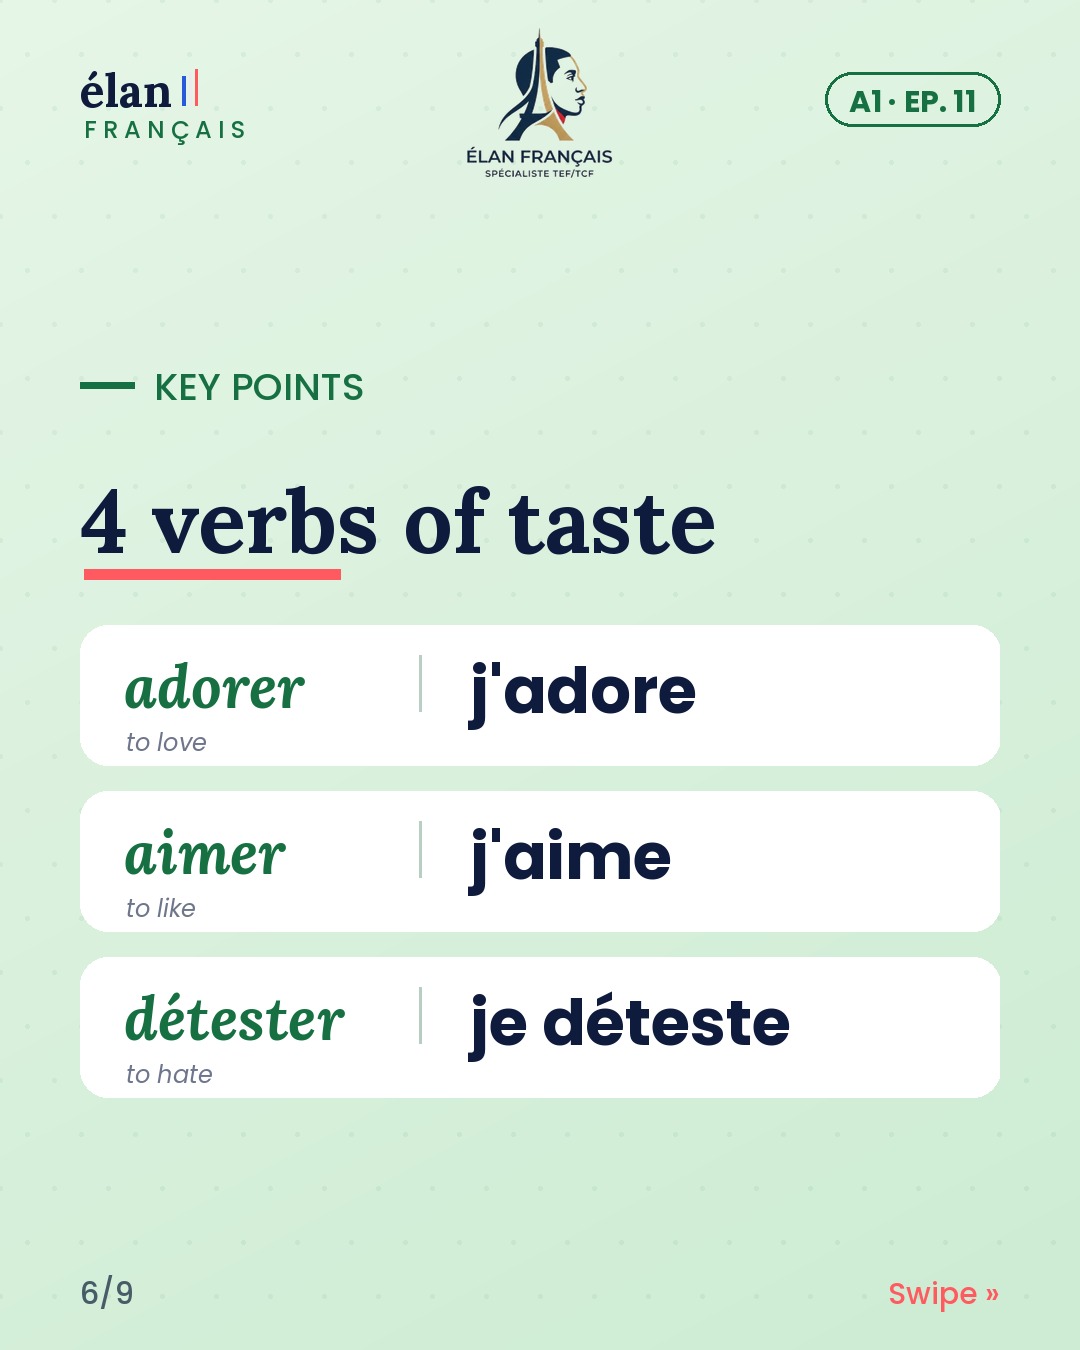 élan
FRANÇAIS
ÉLAN FRANÇAIS
SPÉCIALISTE TEF/TCF
A1 · EP. 11
KEY POINTS
4 verbs of taste
adorer
j'adore
to love
aimer
j'aime
to like
détester
je déteste
to hate
6/9
Swipe »